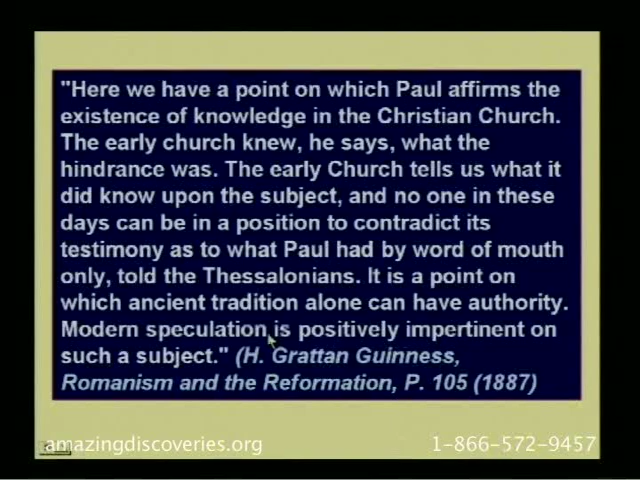 "Here we have a point on which Paul affirms the
existence of knowledge in the Christian Church.
The early church knew, he says, what the
hindrance was. The early Church tells us what it
did know upon the subject, and no one in these
days can be in a position to contradict its
testimony as to what Paul had by word of mouth
only, told the Thessalonians. It is a point on
which ancient tradition alone can have authority.
Modern speculation is positively impertinent on
such a subject." (H. Grattan Guinness,
Romanism and the Reformation, P. 105 (1887)
amazingdiscoveries.org
1-866-572-9457